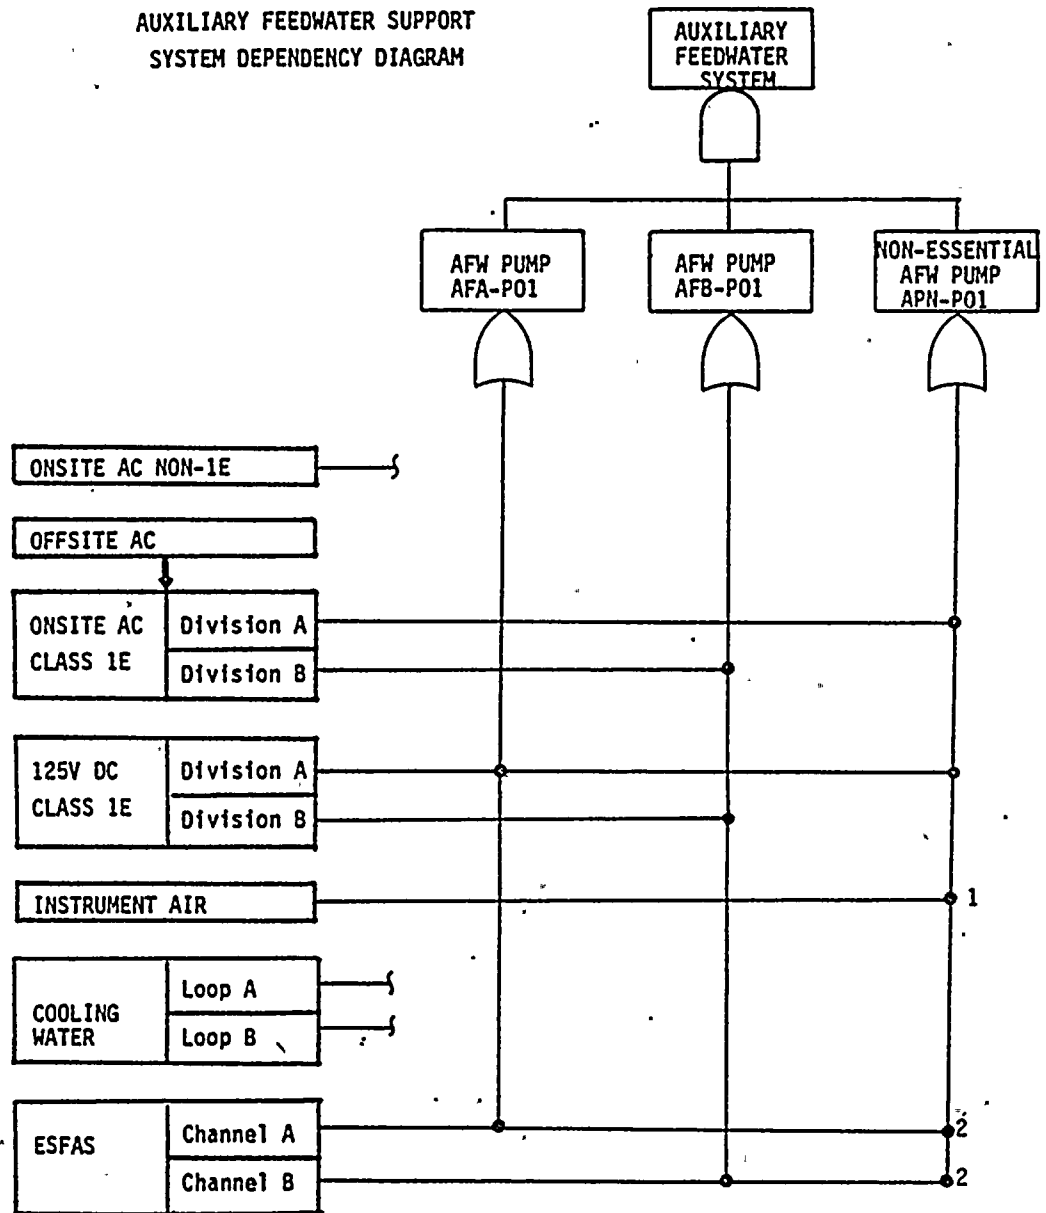 AUXILIARY FEEDWATER SUPPORT
SYSTEM DEPENDENCY DIAGRAM
AUXILIARY
FEEDWATER
SYSTEM
AFW PUMP
AFA-P01
AFW PUMP
AFB-P01
NON-ESSENTIAL
AFW PUMP
APN-P01
ONSITE AC NON-1E
OFFSITE AC
ONSITE AC
CLASS 1E
Division A
Division B
125V DC
CLASS 1E
Division A
Division B
INSTRUMENT AIR
1
COOLING
WATER
Loop A
Loop B
ESFAS
Channel A
2
Channel B
2